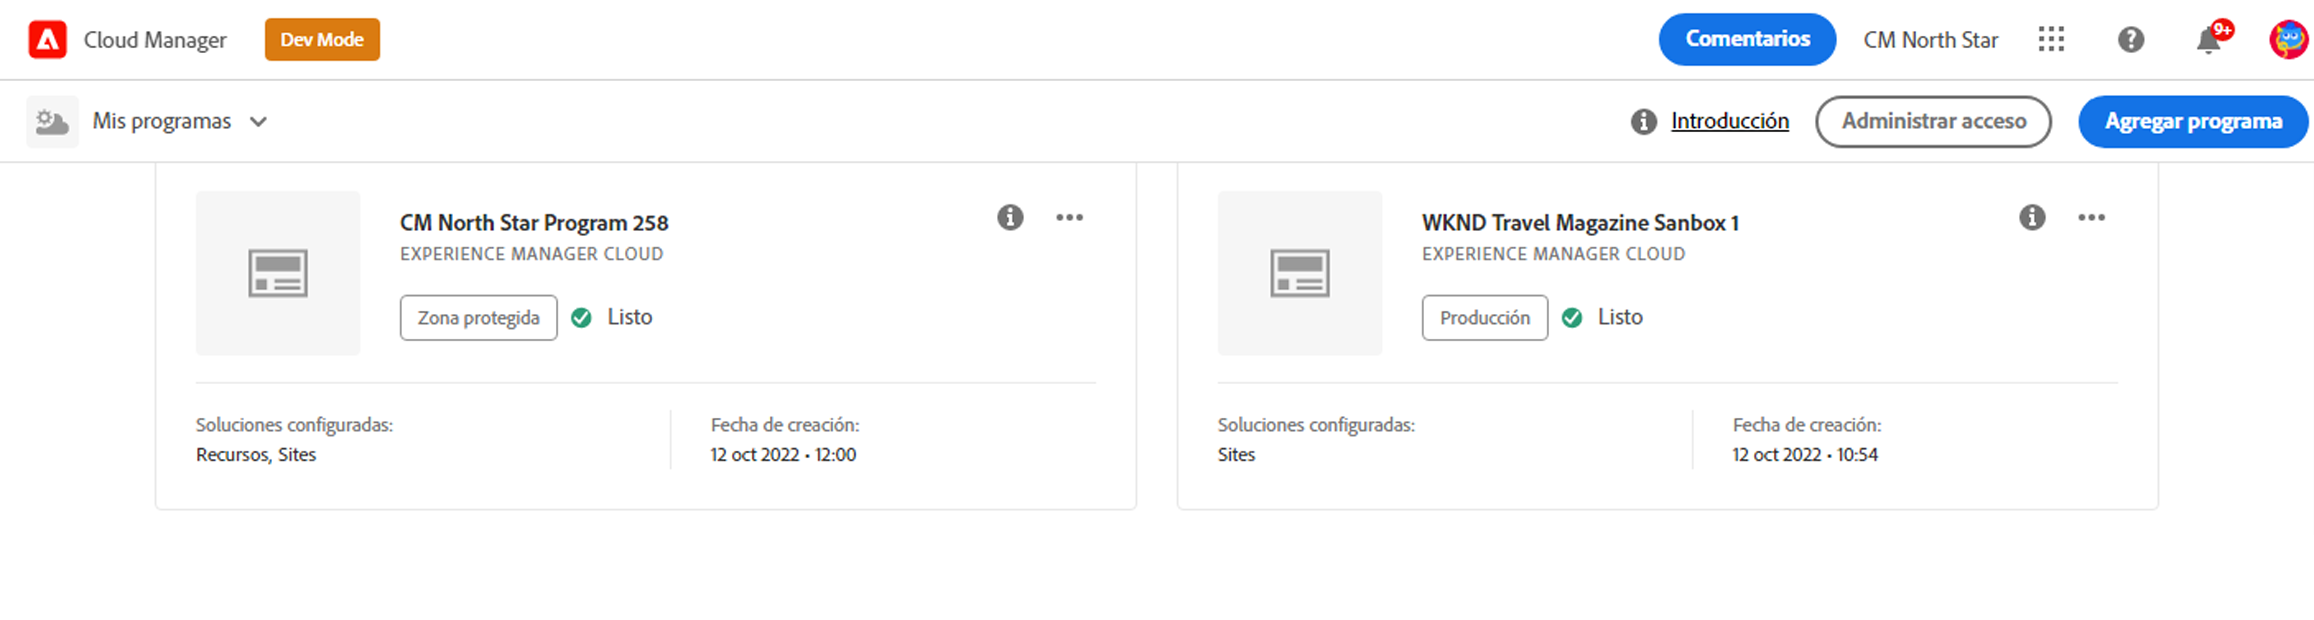 Cloud Manager
Dev Mode
Comentarios
CM North Star
9+
Mis programas
Introducción
Administrar acceso
Agregar programa
CM North Star Program 258
EXPERIENCE MANAGER CLOUD
Zona protegida
Listo
Soluciones configuradas:
Recursos, Sites
Fecha de creación:
12 oct 2022 • 12:00
WKND Travel Magazine Sanbox 1
EXPERIENCE MANAGER CLOUD
Producción
Listo
Soluciones configuradas:
Sites
Fecha de creación:
12 oct 2022 • 10:54